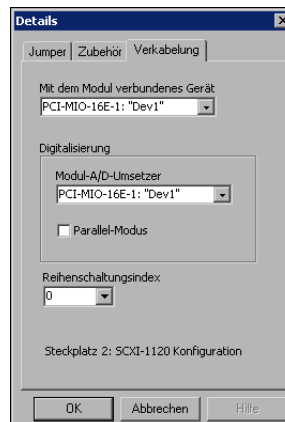 Details
Jumper Zubehör Verkabelung
Mit dem Modul verbundenes Gerät
PCI-MIO-16E-1: "Dev1"
Digitalisierung
Modul-A/D-Umsetzer
PCI-MIO-16E-1: "Dev1"
Parallel-Modus
Reihenschaltungsindex
0
Steckplatz 2: SCXI-1120 Konfiguration
OK Abbrechen Hilfe